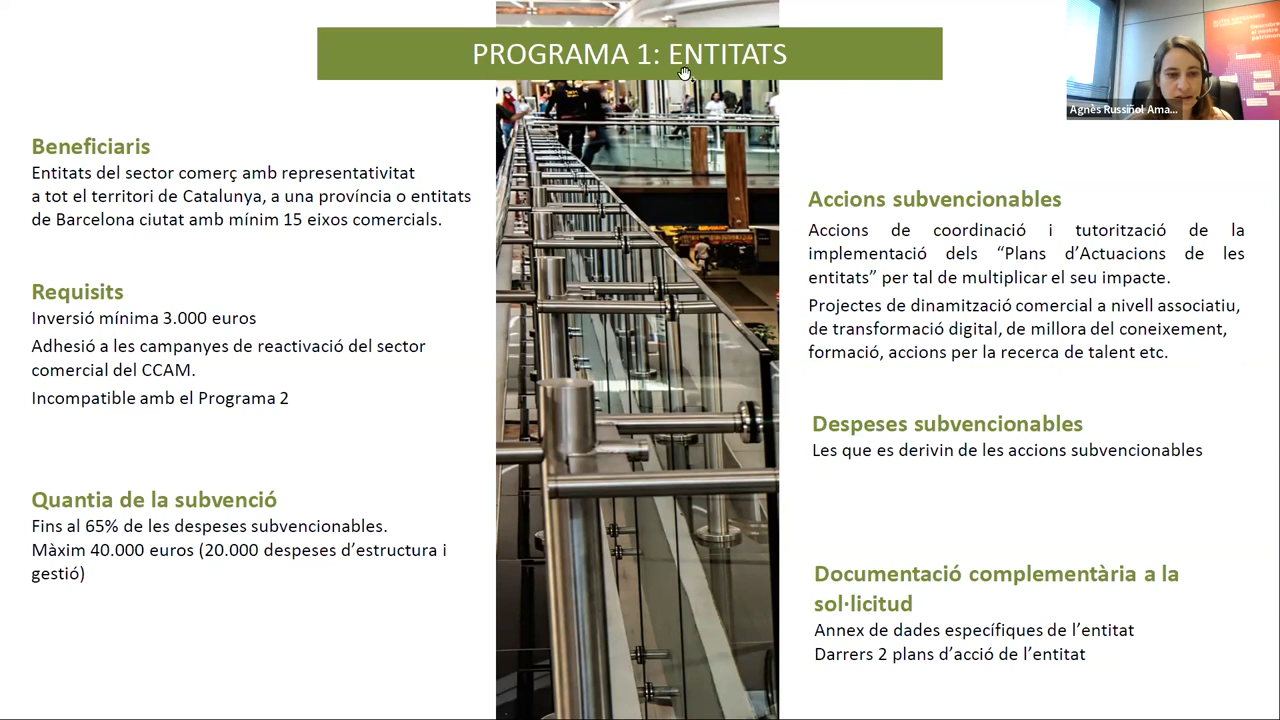 PROGRAMA 1: ENTITATS
Agnès Russiñol Ama...
Beneficiaris
Entitats del sector comerç amb representativitat
a tot el territori de Catalunya, a una província o entitats
de Barcelona ciutat amb mínim 15 eixos comercials.
Requisits
Inversió mínima 3.000 euros
Adhesió a les campanyes de reactivació del sector
comercial del CCAM.
Incompatible amb el Programa 2
Quantia de la subvenció
Fins al 65% de les despeses subvencionables.
Màxim 40.000 euros (20.000 despeses d’estructura i
gestió)
Accions subvencionables
Accions de coordinació i tutorització de la
implementació dels “Plans d’Actuacions de les
entitats” per tal de multiplicar el seu impacte.
Projectes de dinamització comercial a nivell associatiu,
de transformació digital, de millora del coneixement,
formació, accions per la recerca de talent etc.
Despeses subvencionables
Les que es derivin de les accions subvencionables
Documentació complementària a la
sol·licitud
Annex de dades específiques de l’entitat
Darrers 2 plans d’acció de l’entitat